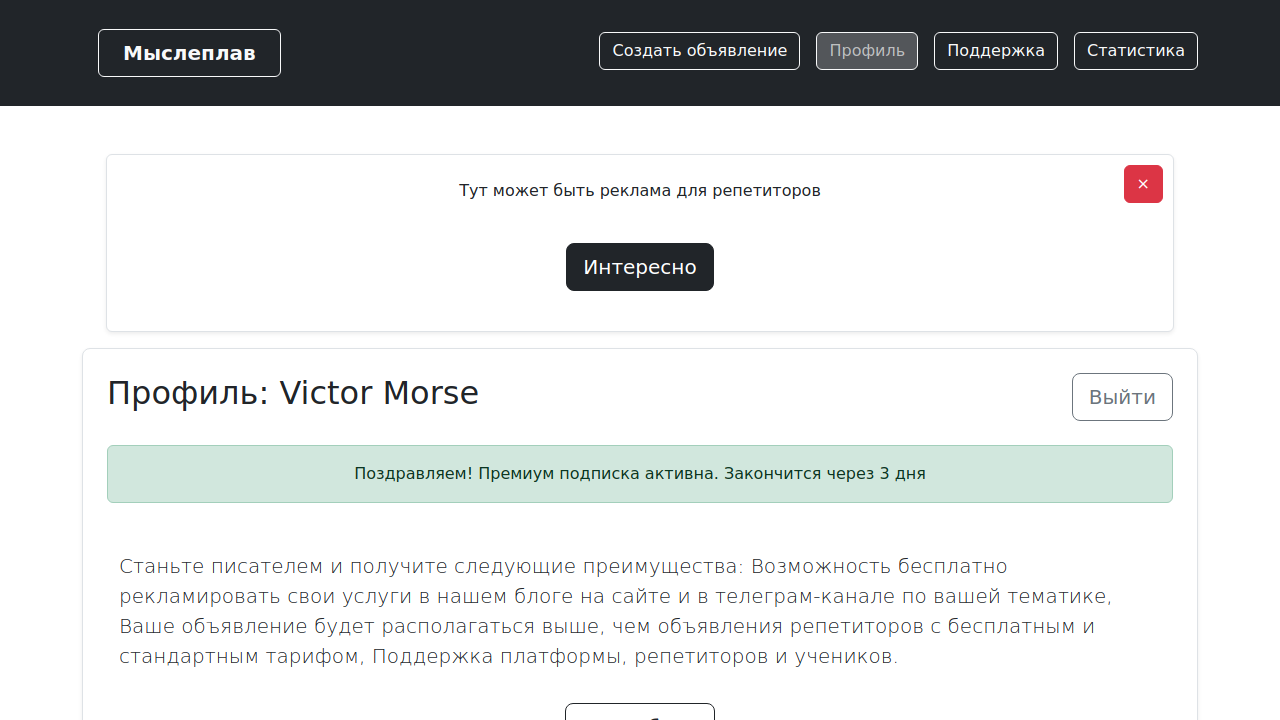 Мыслеплав
Создать объявление
Профиль
Поддержка
Статистика
Тут может быть реклама для репетиторов
×
Интересно
Профиль: Victor Morse
Выйти
Поздравляем! Премиум подписка активна. Закончится через 3 дня
Станьте писателем и получите следующие преимущества: Возможность бесплатно
рекламировать свои услуги в нашем блоге на сайте и в телеграм-канале по вашей тематике,
Ваше объявление будет располагаться выше, чем объявления репетиторов с бесплатным и
стандартным тарифом, Поддержка платформы, репетиторов и учеников.